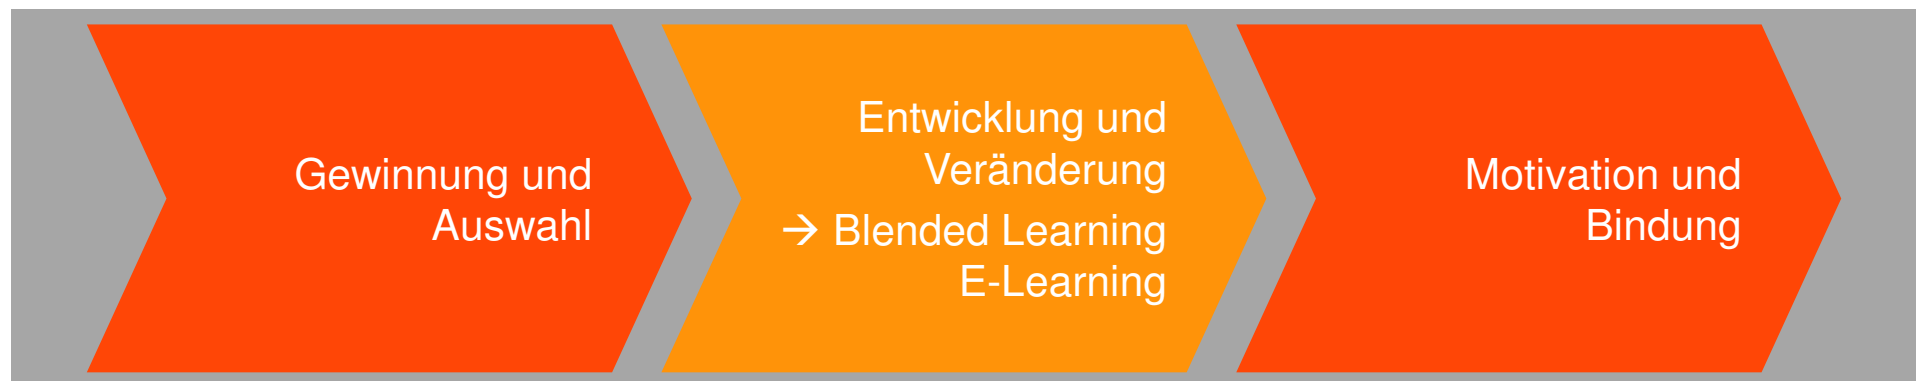 Gewinnung und
Auswahl
Entwicklung und
Veränderung
→ Blended Learning
E-Learning
Motivation und
Bindung